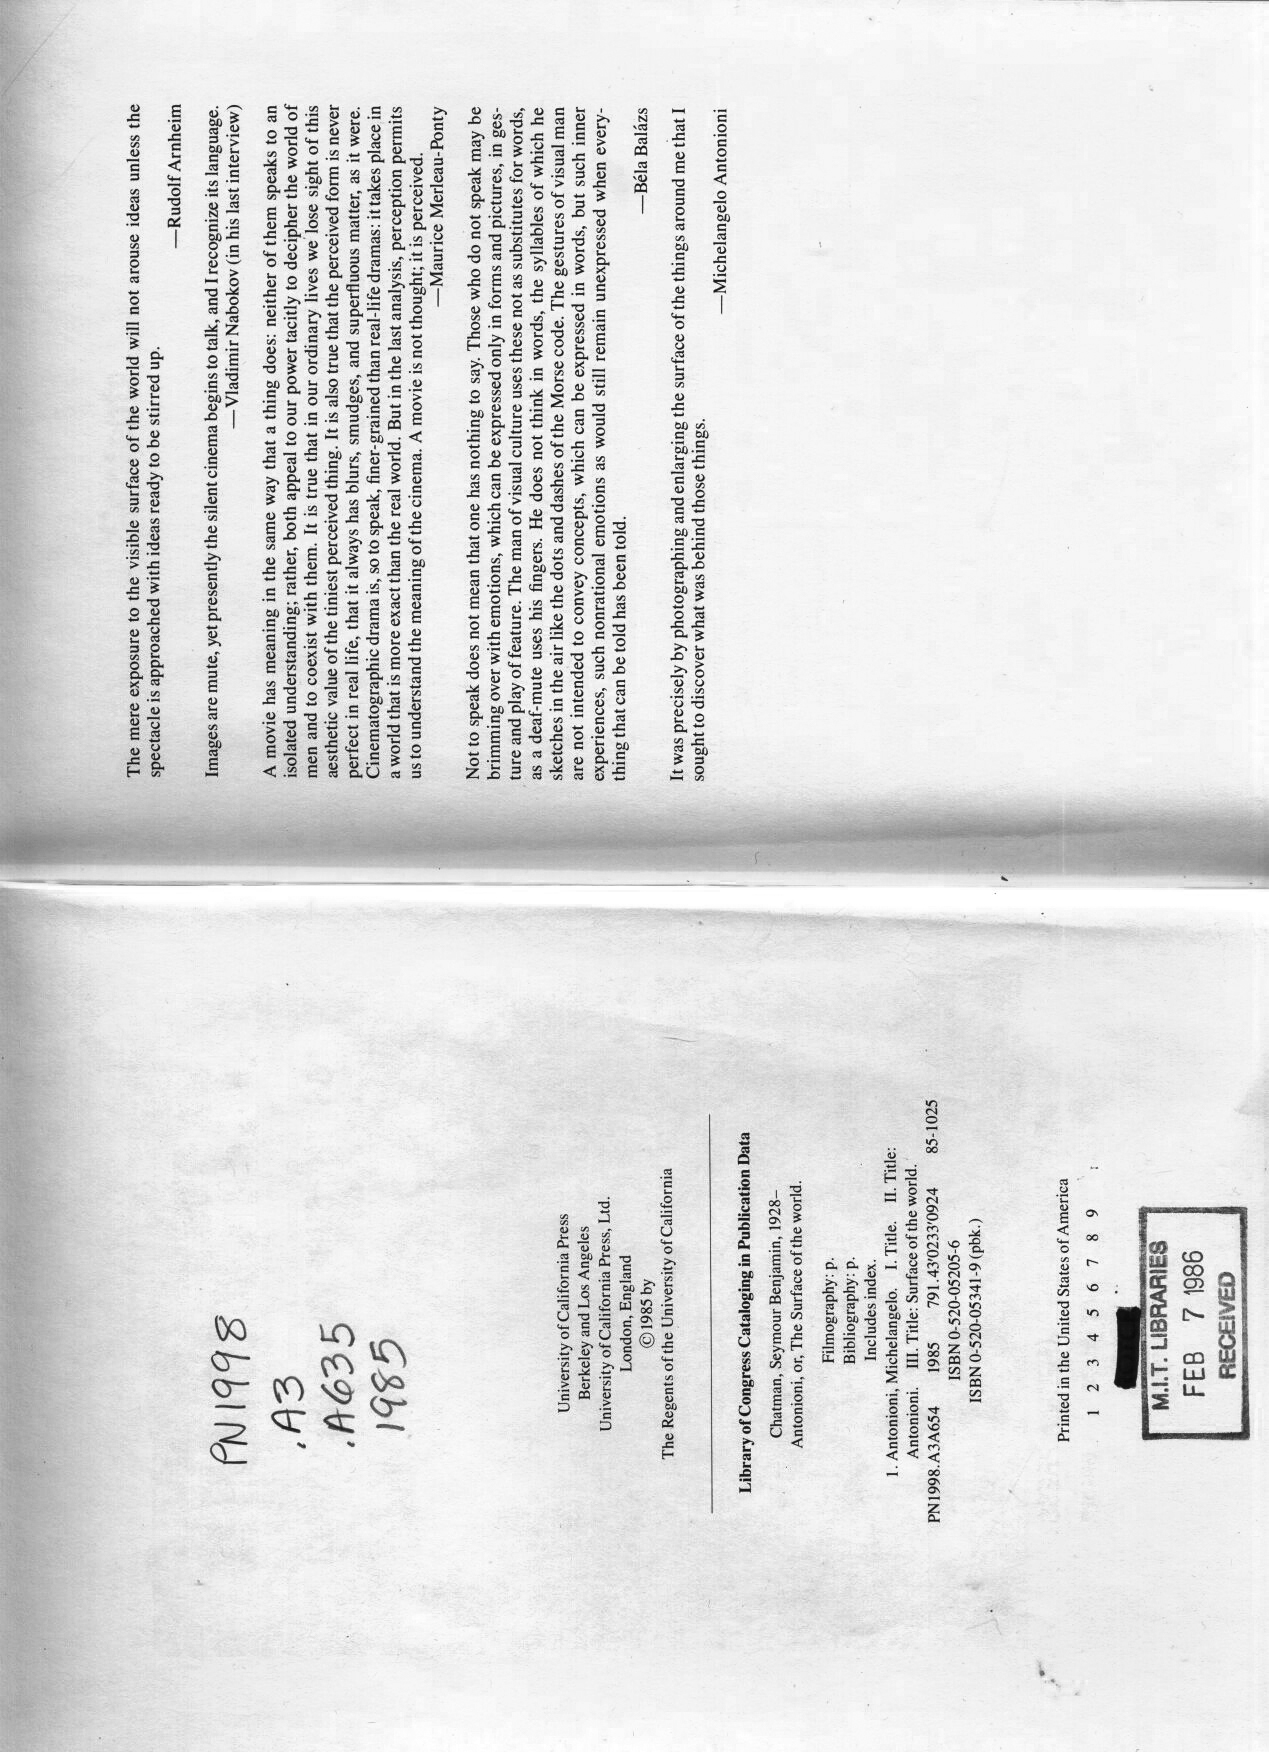 PN1998
.A3
.A635
1985
University of California Press
Berkeley and Los Angeles
University of California Press, Ltd.
London, England
© 1985 by
The Regents of the University of California
Library of Congress Cataloging in Publication Data
Chatman, Seymour Benjamin, 1928–
Antonioni, or, The Surface of the world.
Filmography: p.
Bibliography: p.
Includes index.
1. Antonioni, Michelangelo. I. Title. II. Title:
Antonioni. III. Title: Surface of the world.
PN1998.A3A654 1985 791.43'0233'0924 85-1025
ISBN 0-520-05205-6
ISBN 0-520-05341-9 (pbk.)
Printed in the United States of America
1 2 3 4 5 6 7 8 9
M.I.T. LIBRARIES
FEB 7 1986
RECEIVED
The mere exposure to the visible surface of the world will not arouse ideas unless the
spectacle is approached with ideas ready to be stirred up.
—Rudolf Arnheim
Images are mute, yet presently the silent cinema begins to talk, and I recognize its language.
—Vladimir Nabokov (in his last interview)
A movie has meaning in the same way that a thing does: neither of them speaks to an
isolated understanding; rather, both appeal to our power tacitly to decipher the world of
men and to coexist with them. It is true that in our ordinary lives we lose sight of this
aesthetic value of the tiniest perceived thing. It is also true that the perceived form is never
perfect in real life, that it always has blurs, smudges, and superfluous matter, as it were.
Cinematographic drama is, so to speak, finer-grained than real-life dramas: it takes place in
a world that is more exact than the real world. But in the last analysis, perception permits
us to understand the meaning of the cinema. A movie is not thought; it is perceived.
—Maurice Merleau-Ponty
Not to speak does not mean that one has nothing to say. Those who do not speak may be
brimming over with emotions, which can be expressed only in forms and pictures, in ges-
ture and play of feature. The man of visual culture uses these not as substitutes for words,
as a deaf-mute uses his fingers. He does not think in words, the syllables of which he
sketches in the air like the dots and dashes of the Morse code. The gestures of visual man
are not intended to convey concepts, which can be expressed in words, but such inner
experiences, such nonrational emotions as would still remain unexpressed when every-
thing that can be told has been told.
—Béla Balázs
It was precisely by photographing and enlarging the surface of the things around me that I
sought to discover what was behind those things.
—Michelangelo Antonioni